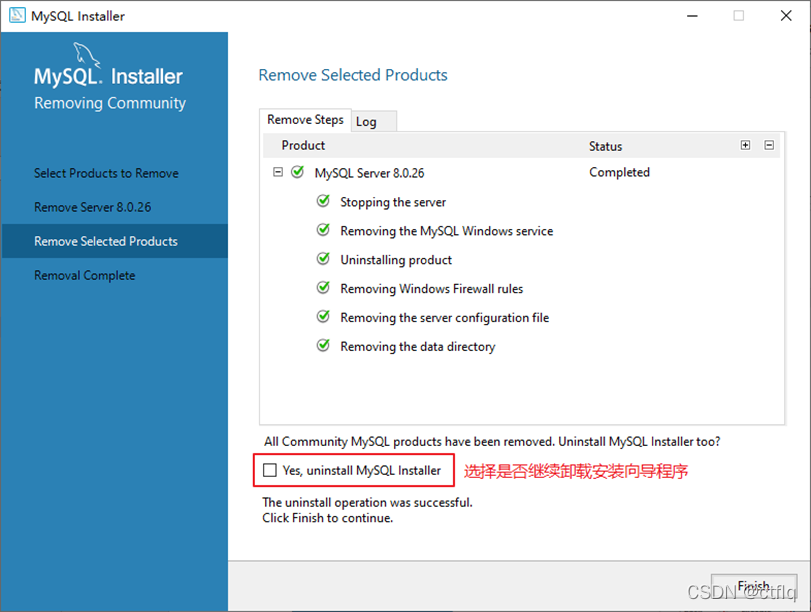 MySQL Installer
MySQL. Installer
Removing Community
Select Products to Remove
Remove Server 8.0.26
Remove Selected Products
Removal Complete
Remove Selected Products
Remove Steps Log
Product Status
MySQL Server 8.0.26 Completed
Stopping the server
Removing the MySQL Windows service
Uninstalling product
Removing Windows Firewall rules
Removing the server configuration file
Removing the data directory
All Community MySQL products have been removed. Uninstall MySQL Installer too?
Yes, uninstall MySQL Installer 选择是否继续卸载安装向导程序
The uninstall operation was successful.
Click Finish to continue.
Finish
CSDN @ctflq